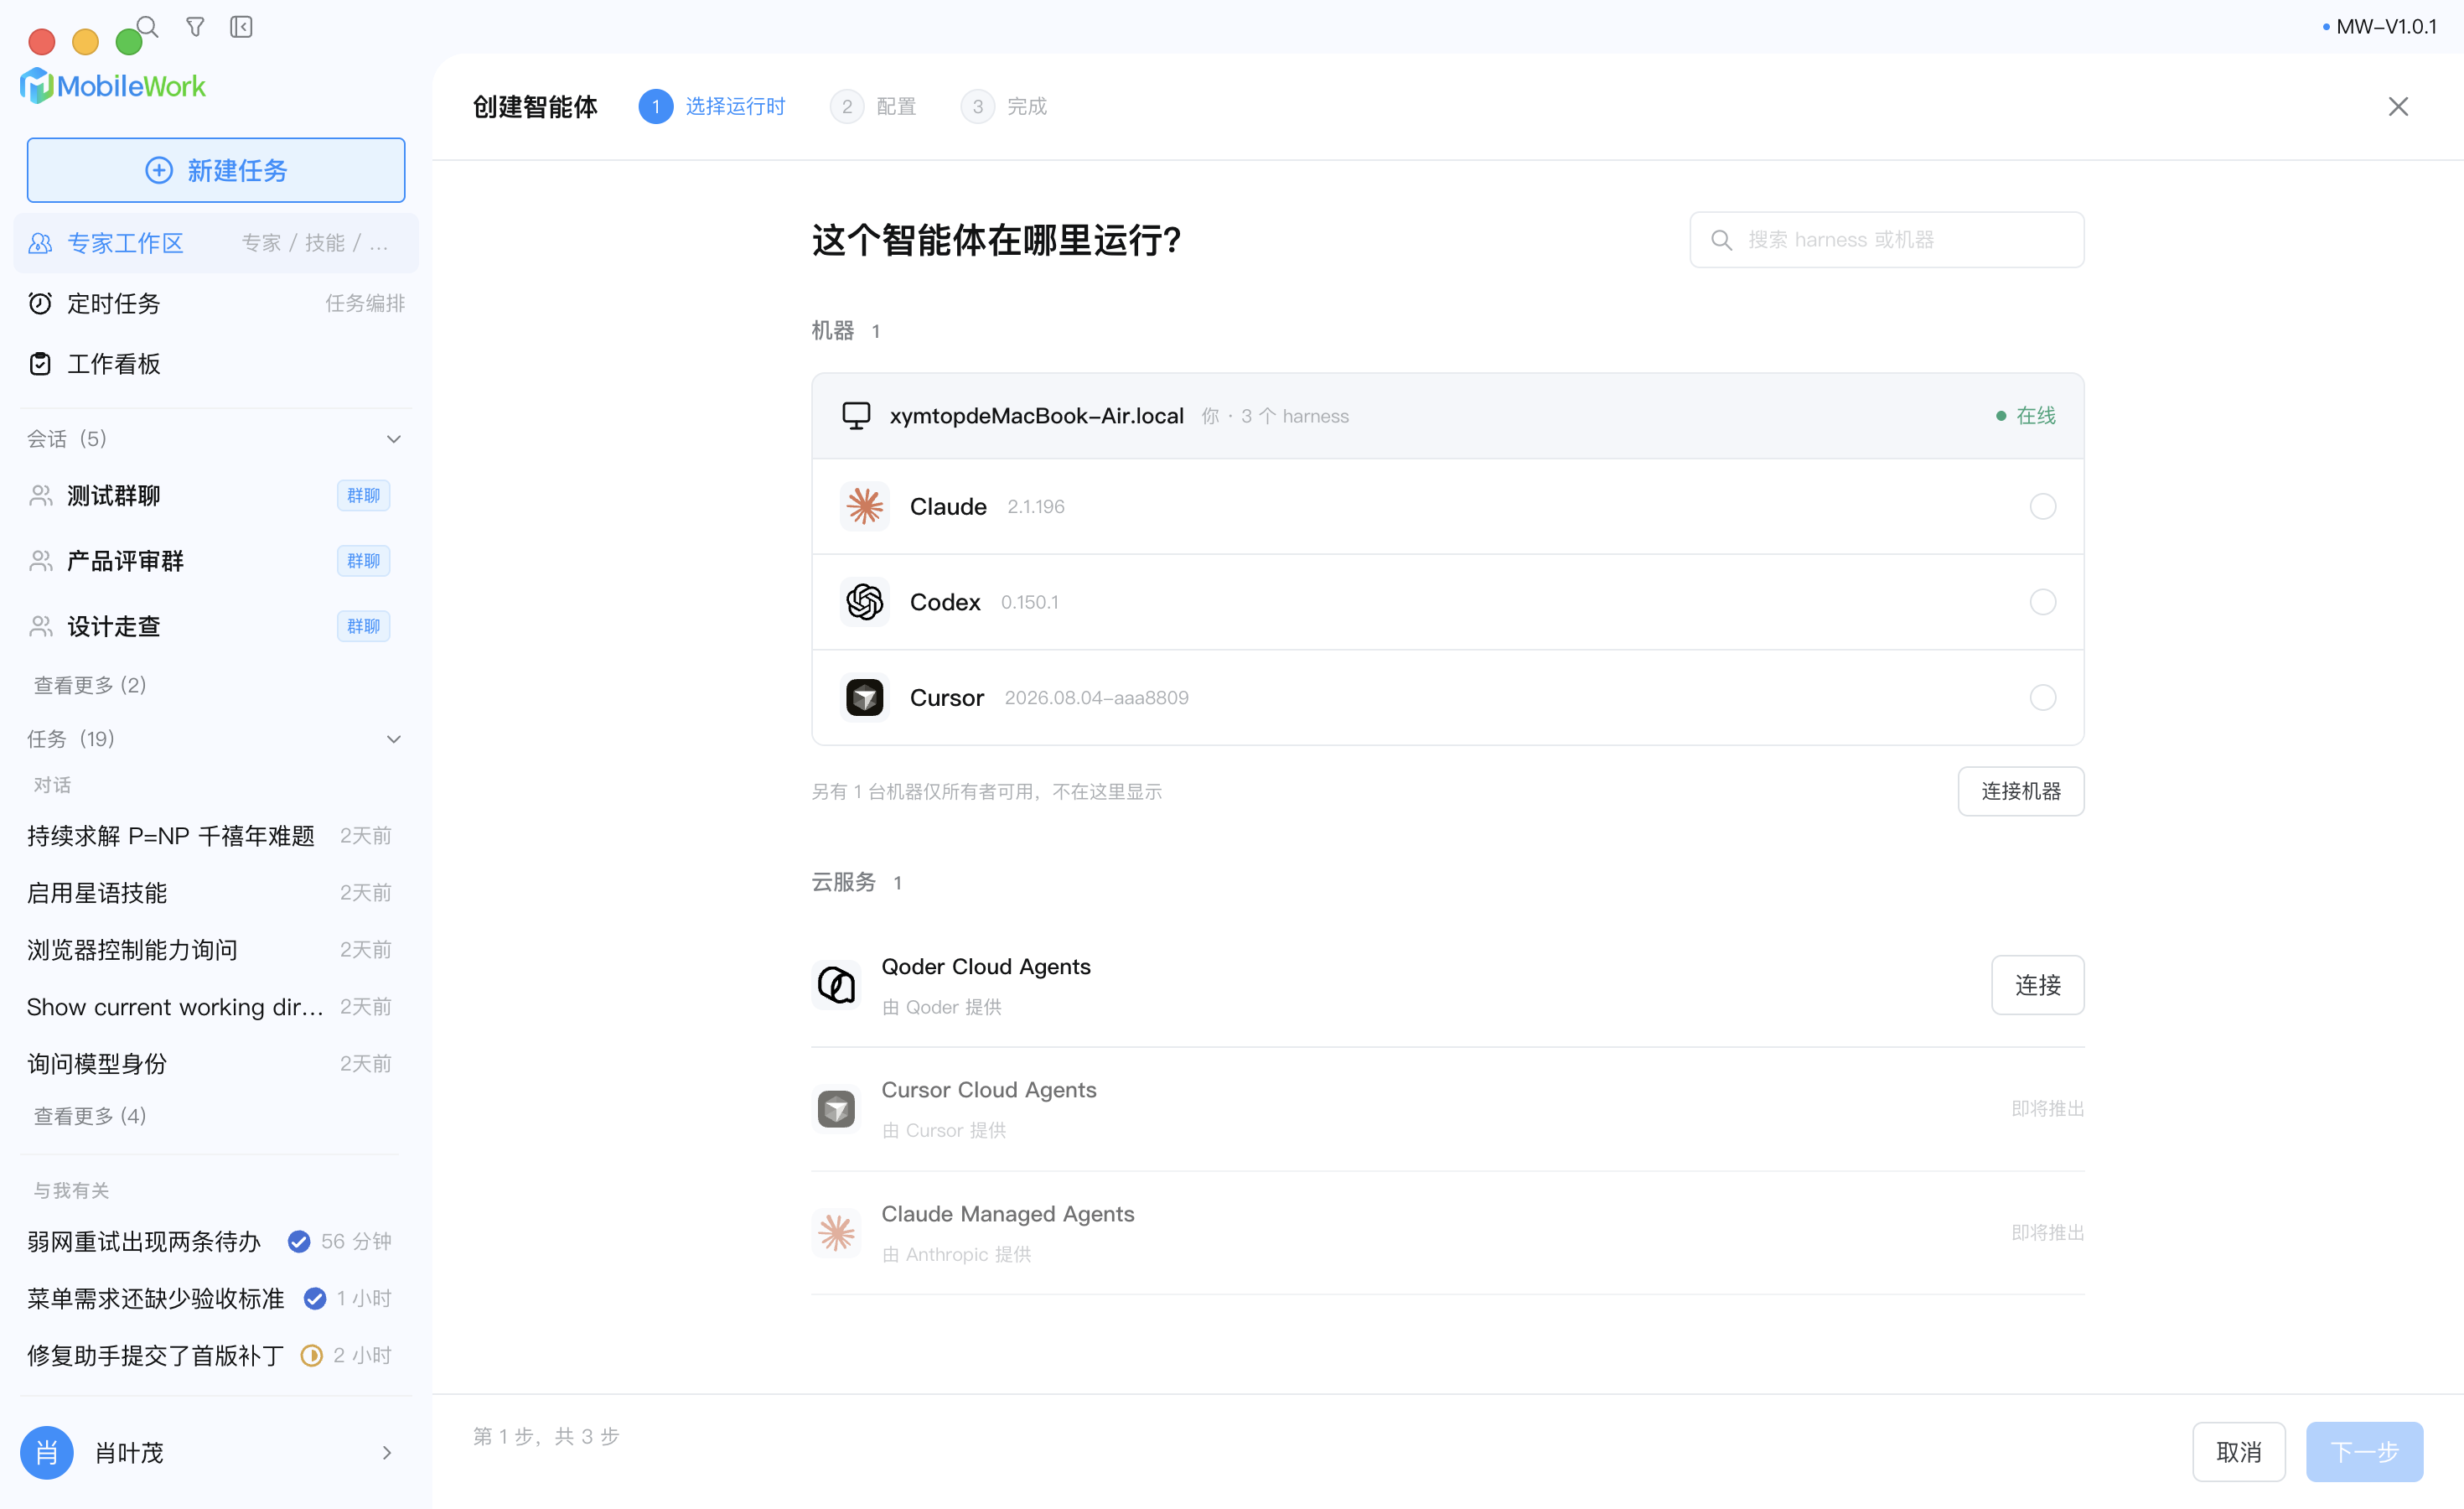 MW-V1.0.1
MobileWork
新建任务
专家工作区 专家 / 技能 / ...
定时任务 任务编排
工作看板
会话 (5)
测试群聊 群聊
产品评审群 群聊
设计走查 群聊
查看更多 (2)
任务 (19)
对话
持续求解 P=NP 千禧年难题 2天前
启用星语技能 2天前
浏览器控制能力询问 2天前
Show current working dir... 2天前
询问模型身份 2天前
查看更多 (4)
与我有关
弱网重试出现两条待办 56 分钟
菜单需求还缺少验收标准 1 小时
修复助手提交了首版补丁 2 小时
肖 肖叶茂
创建智能体 1 选择运行时 2 配置 3 完成
这个智能体在哪里运行?
搜索 harness 或机器
机器 1
xymtopdeMacBook-Air.local 你 · 3 个 harness 在线
Claude 2.1.196
Codex 0.150.1
Cursor 2026.08.04-aaa8809
另有 1 台机器仅所有者可用，不在这里显示 连接机器
云服务 1
Qoder Cloud Agents
由 Qoder 提供
连接
Cursor Cloud Agents
由 Cursor 提供
即将推出
Claude Managed Agents
由 Anthropic 提供
即将推出
第 1 步，共 3 步
取消 下一步